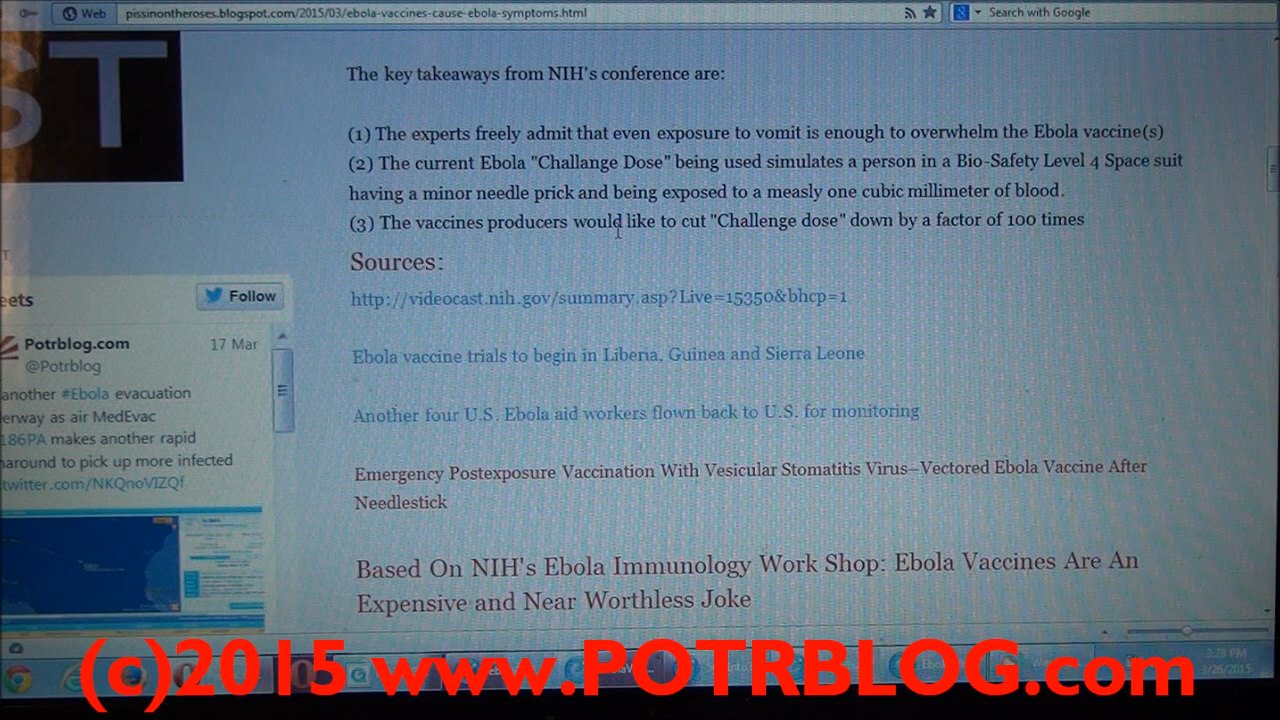 Web pissinontheroses.blogspot.com/2015/03/ebola-vaccines-cause-ebola-symptoms.html Search with Google
ST
The key takeaways from NIH's conference are:
(1) The experts freely admit that even exposure to vomit is enough to overwhelm the Ebola vaccine(s)
(2) The current Ebola "Challange Dose" being used simulates a person in a Bio-Safety Level 4 Space suit
having a minor needle prick and being exposed to a measly one cubic millimeter of blood.
(3) The vaccines producers would like to cut "Challenge dose" down by a factor of 100 times
Sources:
http://videocast.nih.gov/summary.asp?Live=15350&bhcp=1
Ebola vaccine trials to begin in Liberia, Guinea and Sierra Leone
Another four U.S. Ebola aid workers flown back to U.S. for monitoring
Emergency Postexposure Vaccination With Vesicular Stomatitis Virus–Vectored Ebola Vaccine After
Needlestick
Based On NIH's Ebola Immunology Work Shop: Ebola Vaccines Are An
Expensive and Near Worthless Joke
T
eets
Follow
Potrblog.com 17 Mar
@Potrblog
another #Ebola evacuation
erway as air MedEvac
186PA makes another rapid
naround to pick up more infected
twitter.com/NKQnoVIZQf
3:28 PM
3/26/2015
(c)2015 www.POTRBLOG.com